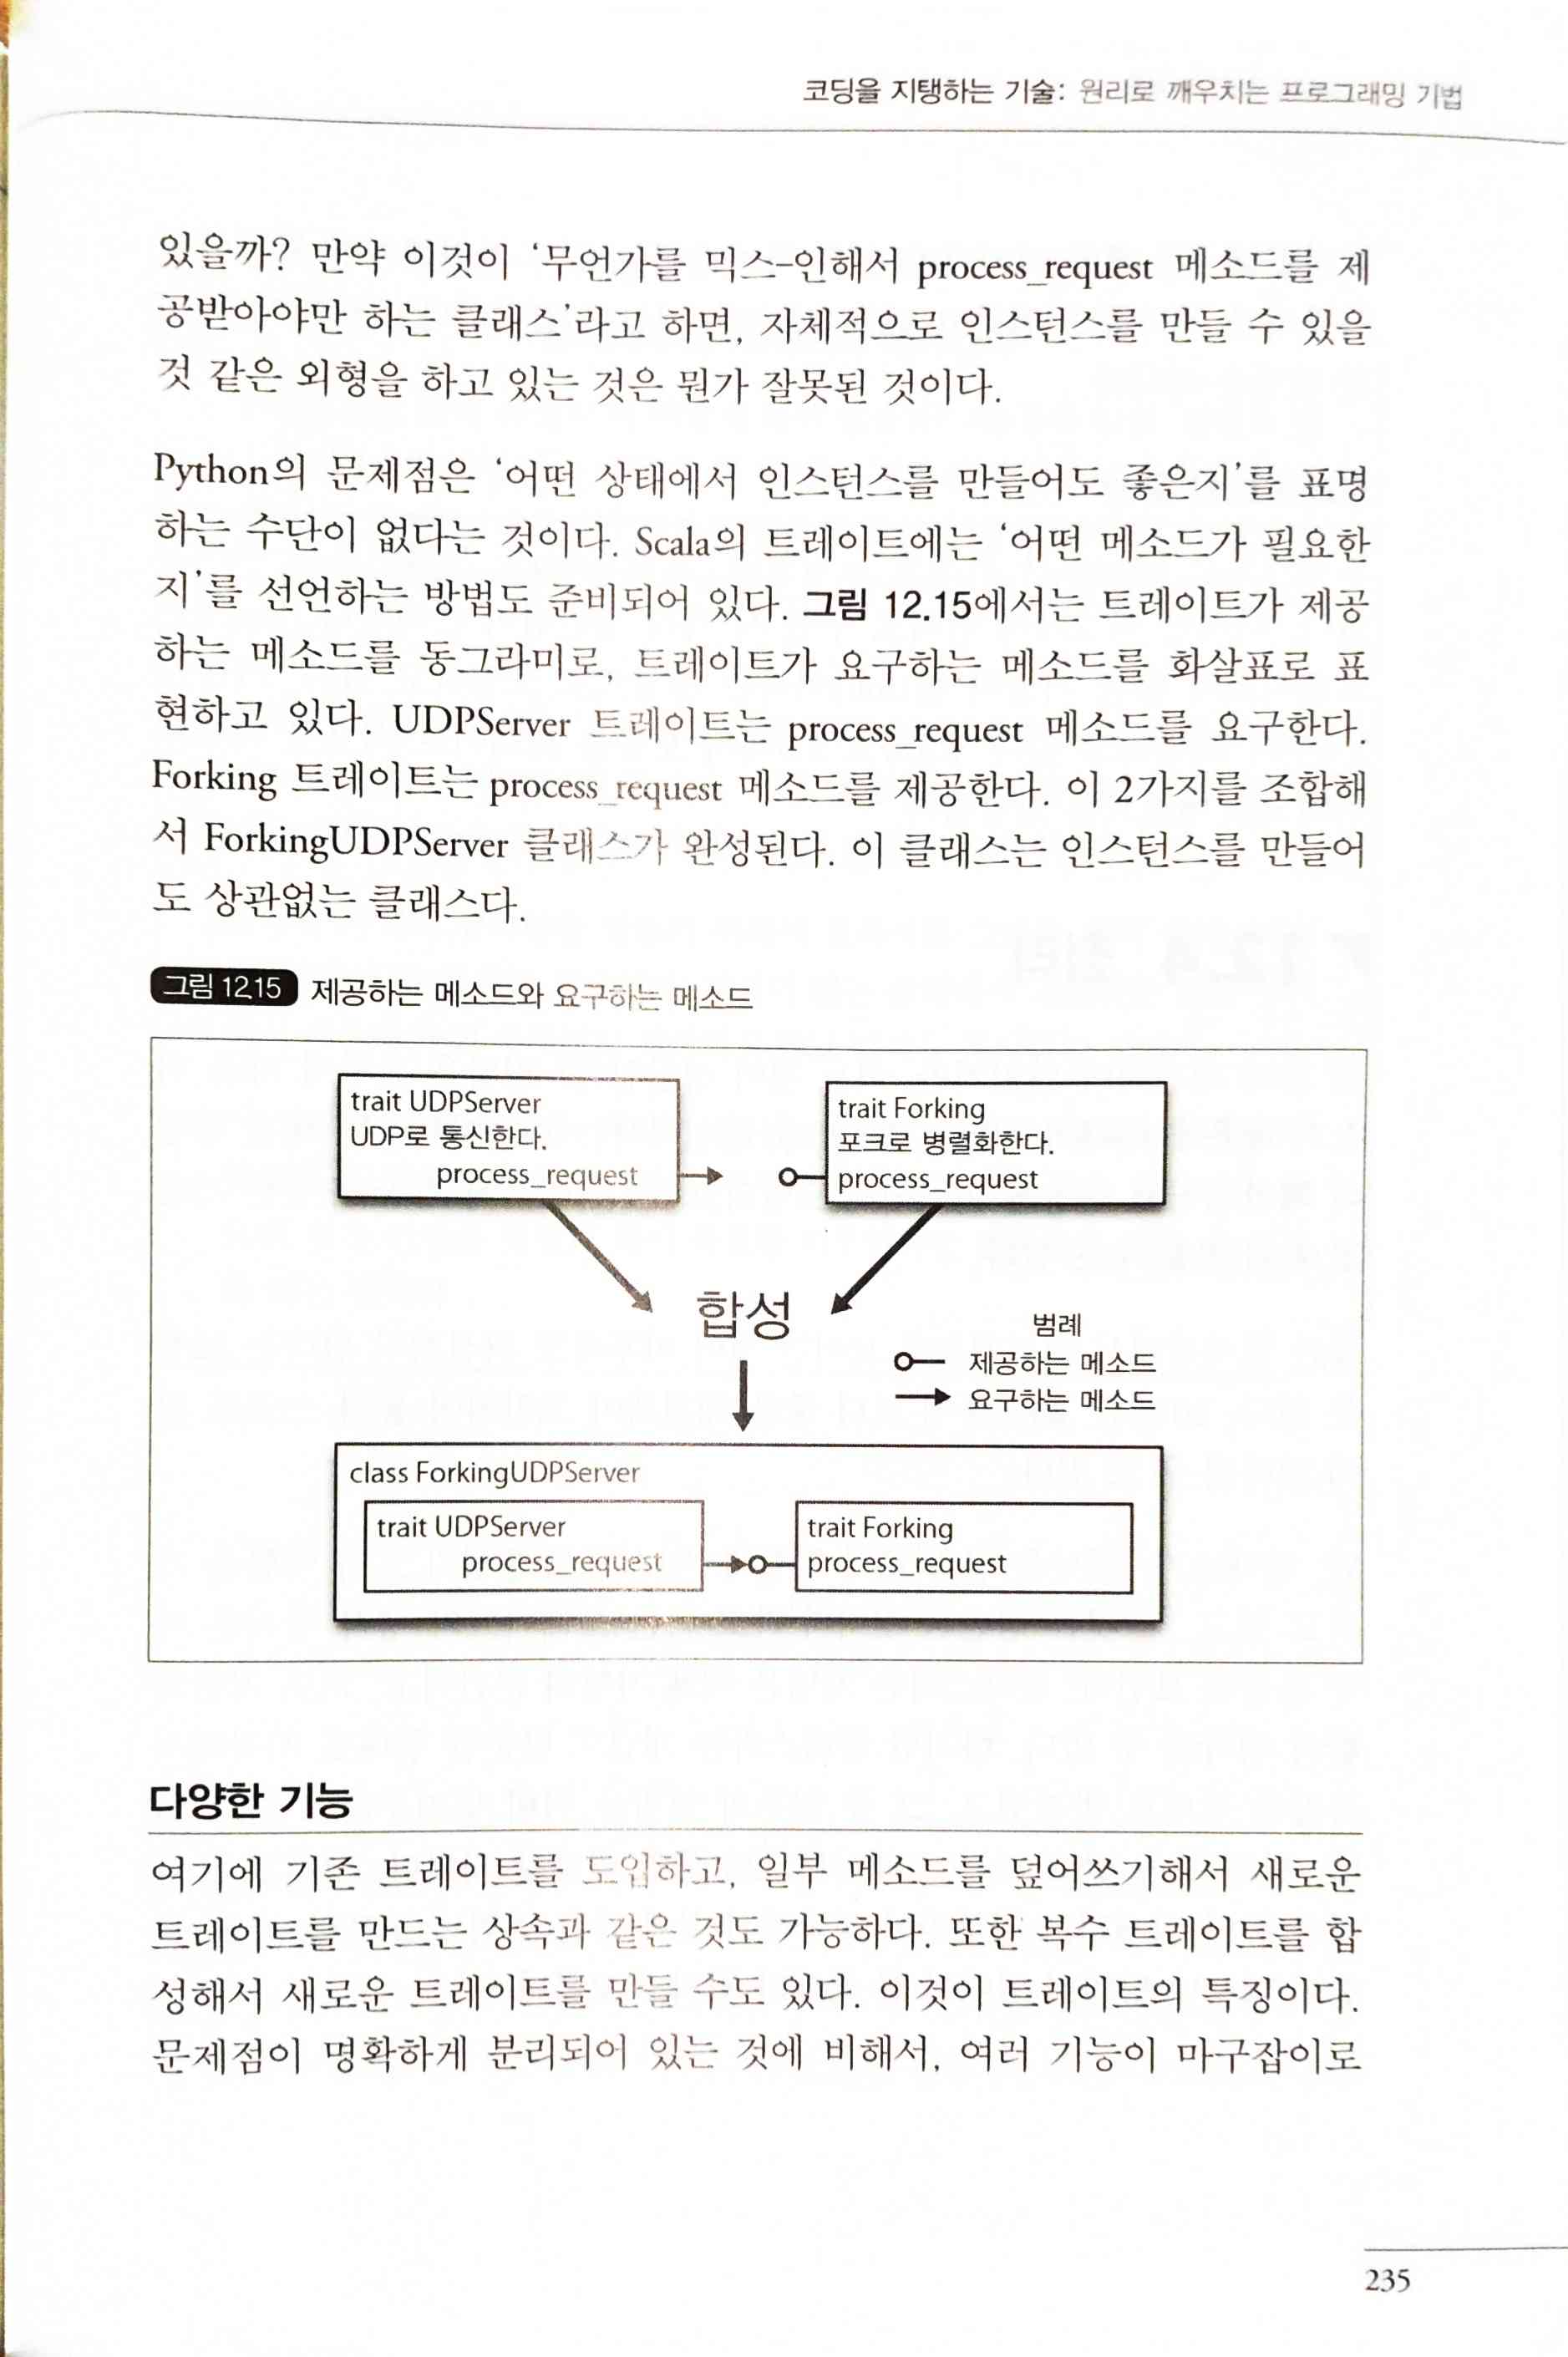 코딩을 지탱하는 기술: 원리로 깨우치는 프로그래밍 기법
있을까? 만약 이것이 ‘무언가를 믹스-인해서 process_request 메소드를 제
공받아야만 하는 클래스’라고 하면, 자체적으로 인스턴스를 만들 수 있을
것 같은 외형을 하고 있는 것은 뭔가 잘못된 것이다.
Python의 문제점은 ‘어떤 상태에서 인스턴스를 만들어도 좋은지’를 표명
하는 수단이 없다는 것이다. Scala의 트레이트에는 ‘어떤 메소드가 필요한
지’를 선언하는 방법도 준비되어 있다. 그림 12.15에서는 트레이트가 제공
하는 메소드를 동그라미로, 트레이트가 요구하는 메소드를 화살표로 표
현하고 있다. UDPServer 트레이트는 process_request 메소드를 요구한다.
Forking 트레이트는 process_request 메소드를 제공한다. 이 2가지를 조합해
서 ForkingUDPServer 클래스가 완성된다. 이 클래스는 인스턴스를 만들어
도 상관없는 클래스다.
그림 12.15 제공하는 메소드와 요구하는 메소드
trait UDPServer
UDP로 통신한다.
process_request
trait Forking
포크로 병렬화한다.
process_request
합성
범례
제공하는 메소드
요구하는 메소드
class ForkingUDPServer
trait UDPServer
process_request
trait Forking
process_request
다양한 기능
여기에 기존 트레이트를 도입하고, 일부 메소드를 덮어쓰기해서 새로운
트레이트를 만드는 상속과 같은 것도 가능하다. 또한 복수 트레이트를 합
성해서 새로운 트레이트를 만들 수도 있다. 이것이 트레이트의 특징이다.
문제점이 명확하게 분리되어 있는 것에 비해서, 여러 기능이 마구잡이로
235